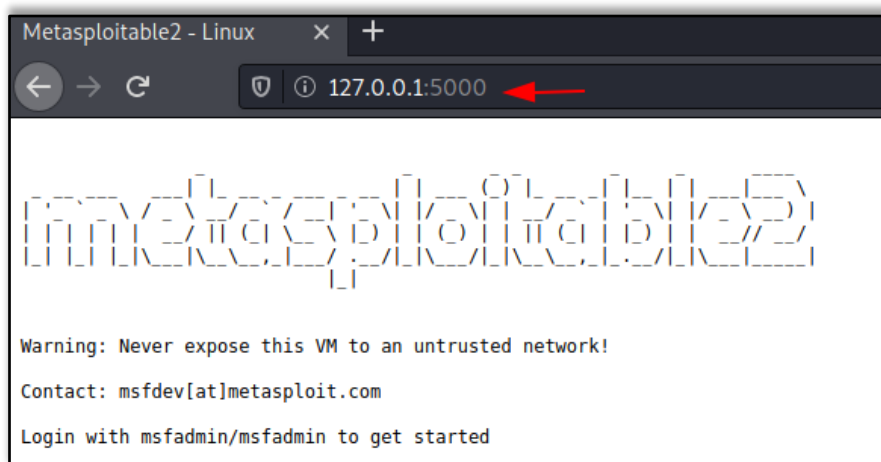 Metasploitable2 - Linux
127.0.0.1:5000
metasploitable2
Warning: Never expose this VM to an untrusted network!
Contact: msfdev[at]metasploit.com
Login with msfadmin/msfadmin to get started